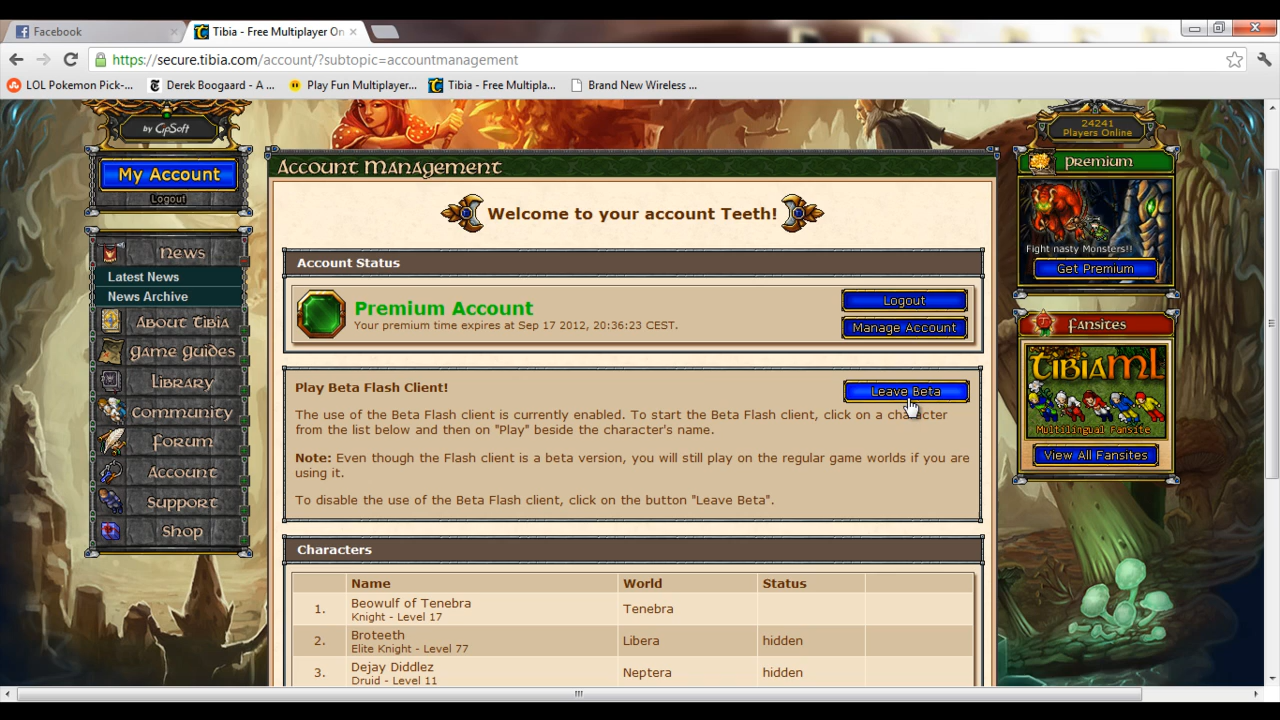 Facebook
Tibia - Free Multiplayer On
https://secure.tibia.com/account/?subtopic=accountmanagement
LOL Pokemon Pick-...
Derek Boogaard - A ...
Play Fun Multiplayer...
Tibia - Free Multipla...
Brand New Wireless ...
by CipSoft
My Account
Logout
News
Latest News
News Archive
About Tibia
Game Guides
Library
Community
Forum
Account
Support
Shop
Account Management
Welcome to your account Teeth!
Account Status
Premium Account
Your premium time expires at Sep 17 2012, 20:36:23 CEST.
Logout
Manage Account
Play Beta Flash Client!
Leave Beta
The use of the Beta Flash client is currently enabled. To start the Beta Flash client, click on a character
from the list below and then on "Play" beside the character's name.
Note: Even though the Flash client is a beta version, you will still play on the regular game worlds if you are
using it.
To disable the use of the Beta Flash client, click on the button "Leave Beta".
Characters
Name World Status
1. Beowulf of Tenebra Tenebra
Knight - Level 17
2. Broteeth Libera hidden
Elite Knight - Level 77
3. Dejay Diddlez Neptera hidden
Druid - Level 11
24241
Players Online
Premium
Fight nasty Monsters!!
Get Premium
Fansites
TibiaML
Multilingual Fansite
View All Fansites